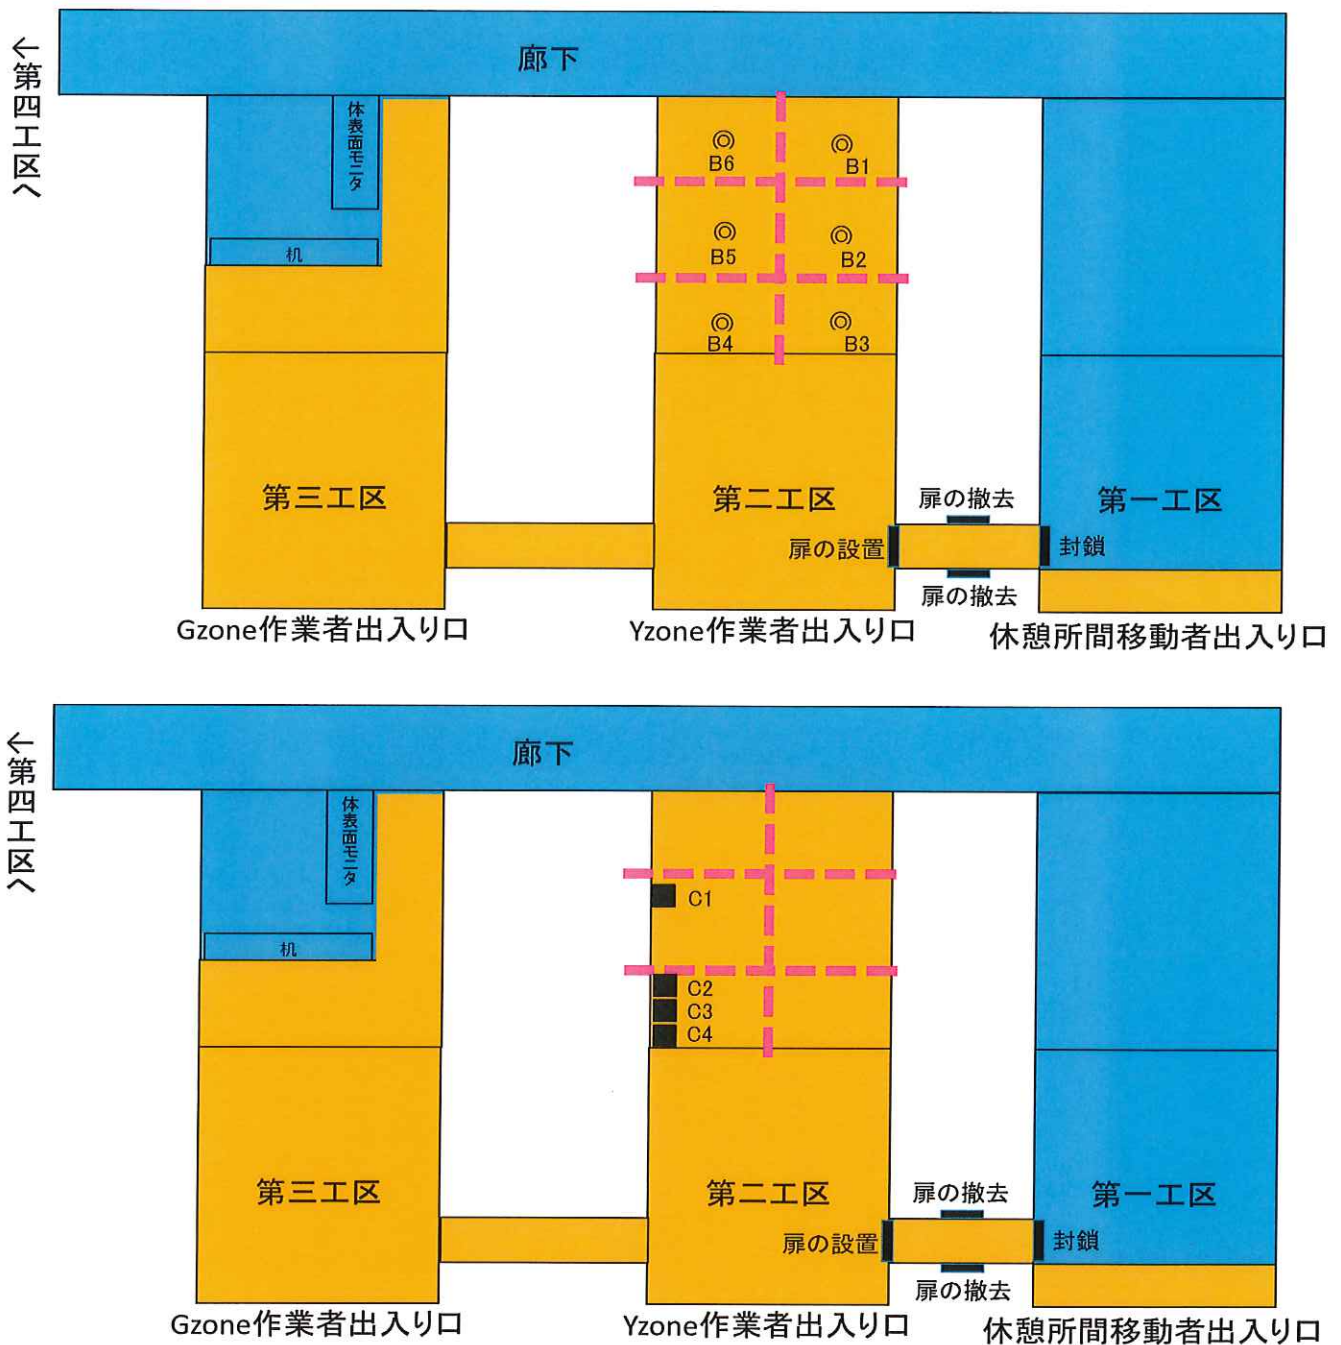 廊下
←第四工区へ
体表面モニタ
机
B6
B1
B5
B2
B4
B3
第三工区
第二工区
第一工区
扉の撤去
扉の設置
封鎖
扉の撤去
Gzone作業者出入り口
Yzone作業者出入り口
休憩所間移動者出入り口
廊下
←第四工区へ
体表面モニタ
机
C1
C2
C3
C4
第三工区
第二工区
第一工区
扉の撤去
扉の設置
封鎖
扉の撤去
Gzone作業者出入り口
Yzone作業者出入り口
休憩所間移動者出入り口